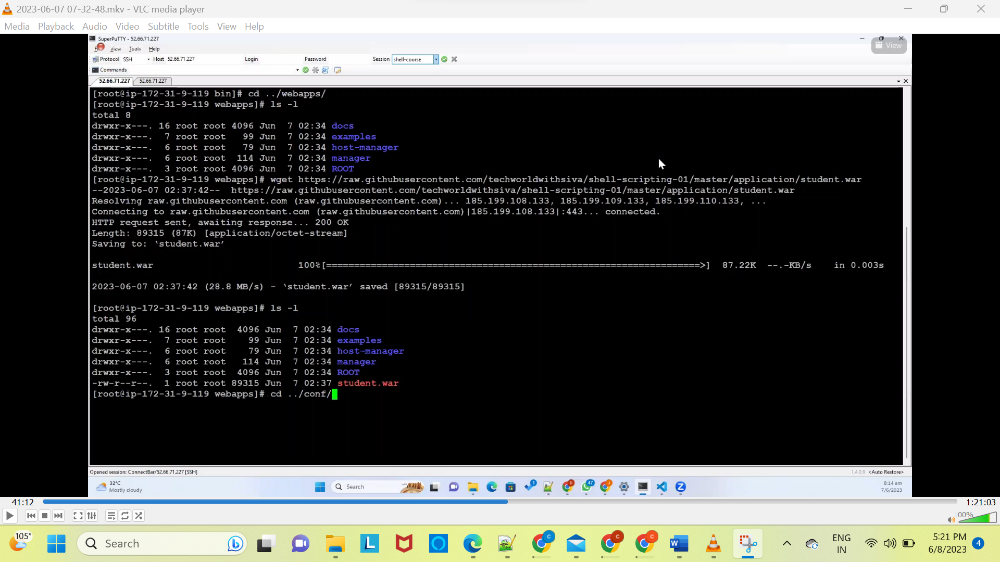 2023-06-07 07-32-48.mkv - VLC media player
Media Playback Audio Video Subtitle Tools View Help
SuperPuTTY - 52.66.71.227
View Tools Help
View
Protocol SSH Host 52.66.71.227 Login Password Session shell-course
Commands
52.66.71.227 52.66.71.227
[root@ip-172-31-9-119 bin]# cd ../webapps/
[root@ip-172-31-9-119 webapps]# ls -l
total 8
drwxr-x---. 16 root root 4096 Jun  7 02:34 docs
drwxr-x---.  7 root root   99 Jun  7 02:34 examples
drwxr-x---.  6 root root   79 Jun  7 02:34 host-manager
drwxr-x---.  6 root root  114 Jun  7 02:34 manager
drwxr-x---.  3 root root 4096 Jun  7 02:34 ROOT
[root@ip-172-31-9-119 webapps]# wget https://raw.githubusercontent.com/techworldwithsiva/shell-scripting-01/master/application/student.war
--2023-06-07 02:37:42--  https://raw.githubusercontent.com/techworldwithsiva/shell-scripting-01/master/application/student.war
Resolving raw.githubusercontent.com (raw.githubusercontent.com)... 185.199.108.133, 185.199.109.133, 185.199.110.133, ...
Connecting to raw.githubusercontent.com (raw.githubusercontent.com)|185.199.108.133|:443... connected.
HTTP request sent, awaiting response... 200 OK
Length: 89315 (87K) [application/octet-stream]
Saving to: ‘student.war’
student.war 100%[======================================================================>] 87.22K --.-KB/s in 0.003s
2023-06-07 02:37:42 (28.8 MB/s) - ‘student.war’ saved [89315/89315]
[root@ip-172-31-9-119 webapps]# ls -l
total 96
drwxr-x---. 16 root root  4096 Jun  7 02:34 docs
drwxr-x---.  7 root root    99 Jun  7 02:34 examples
drwxr-x---.  6 root root    79 Jun  7 02:34 host-manager
drwxr-x---.  6 root root   114 Jun  7 02:34 manager
drwxr-x---.  3 root root  4096 Jun  7 02:34 ROOT
-rw-r--r--.  1 root root 89315 Jun  7 02:37 student.war
[root@ip-172-31-9-119 webapps]# cd ../conf/
Opened session: ConnectBar/52.66.71.227 [SSH] 1.4.0.9 <Auto Restore>
32°C
Mostly cloudy
Search
1
D
47
J
8:14 am
7/6/2023
41:12 1:21:03
100%
105°
Search
C
C
C
ENG
IN
5:21 PM
6/8/2023
4